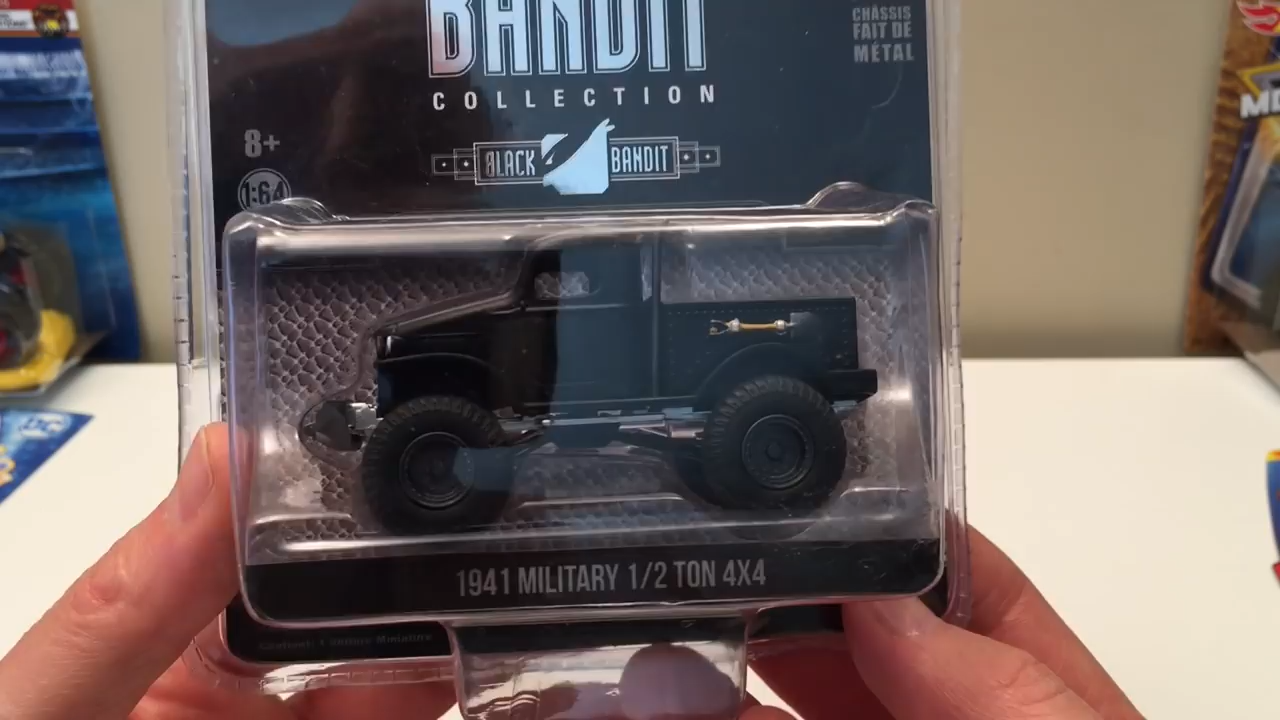 BANDIT
COLLECTION
CHÂSSIS
FAIT DE
MÉTAL
8+
BLACK BANDIT
1:64
1941 MILITARY 1/2 TON 4X4